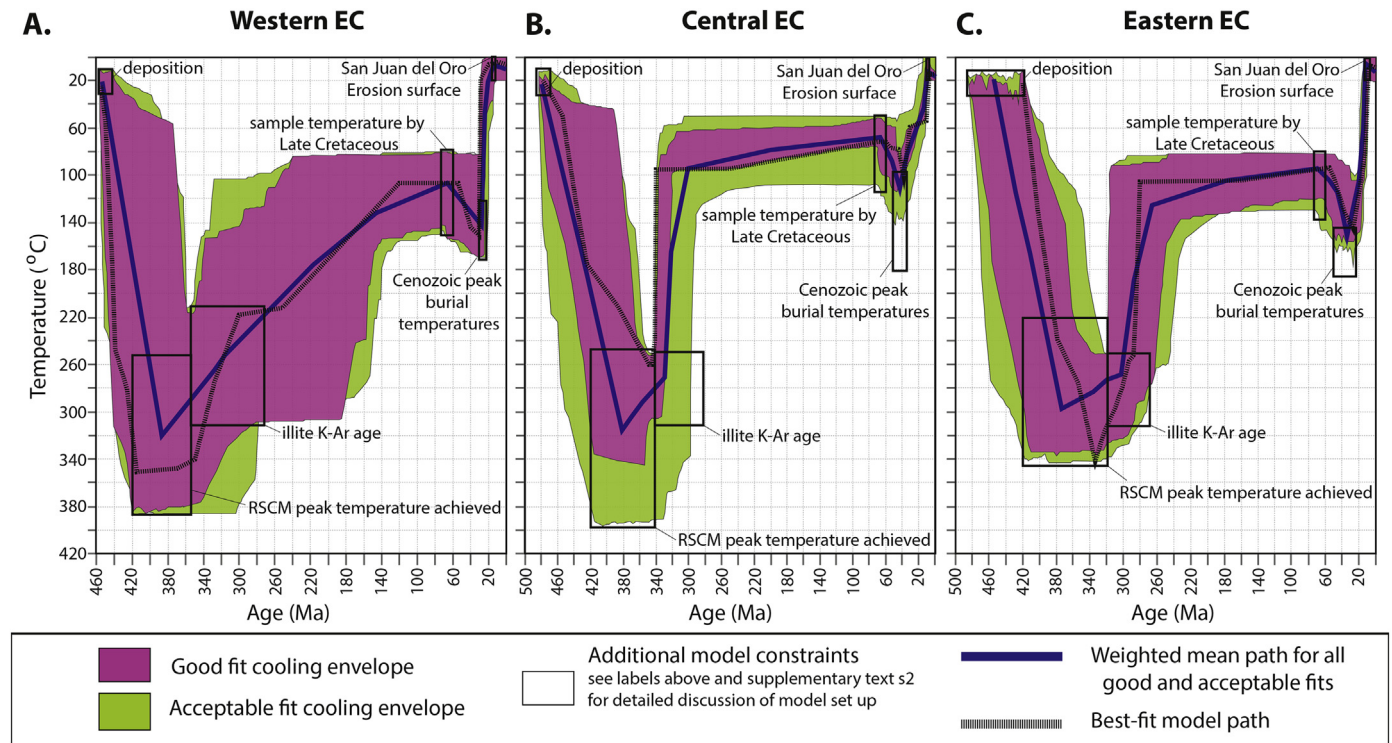 A.
Western EC
B.
Central EC
C.
Eastern EC
Temperature (°C)
20
60
100
140
180
220
260
300
340
380
420
deposition
San Juan del Oro
Erosion surface
sample temperature by
Late Cretaceous
Cenozoic peak
burial
temperatures
illite K-Ar age
RSCM peak temperature achieved
460
420
380
340
300
260
220
180
140
100
60
20
Age (Ma)
deposition
San Juan del Oro
Erosion surface
sample temperature by
Late Cretaceous
Cenozoic peak
burial temperatures
illite K-Ar age
RSCM peak temperature achieved
500
460
420
380
340
300
260
220
180
140
100
60
20
Age (Ma)
deposition
San Juan del Oro
Erosion surface
sample temperature by
Late Cretaceous
Cenozoic peak
burial temperatures
illite K-Ar age
RSCM peak temperature achieved
500
460
420
380
340
300
260
220
180
140
100
60
20
Age (Ma)
Good fit cooling envelope
Acceptable fit cooling envelope
Additional model constraints
see labels above and supplementary text s2
for detailed discussion of model set up
Weighted mean path for all
good and acceptable fits
Best-fit model path